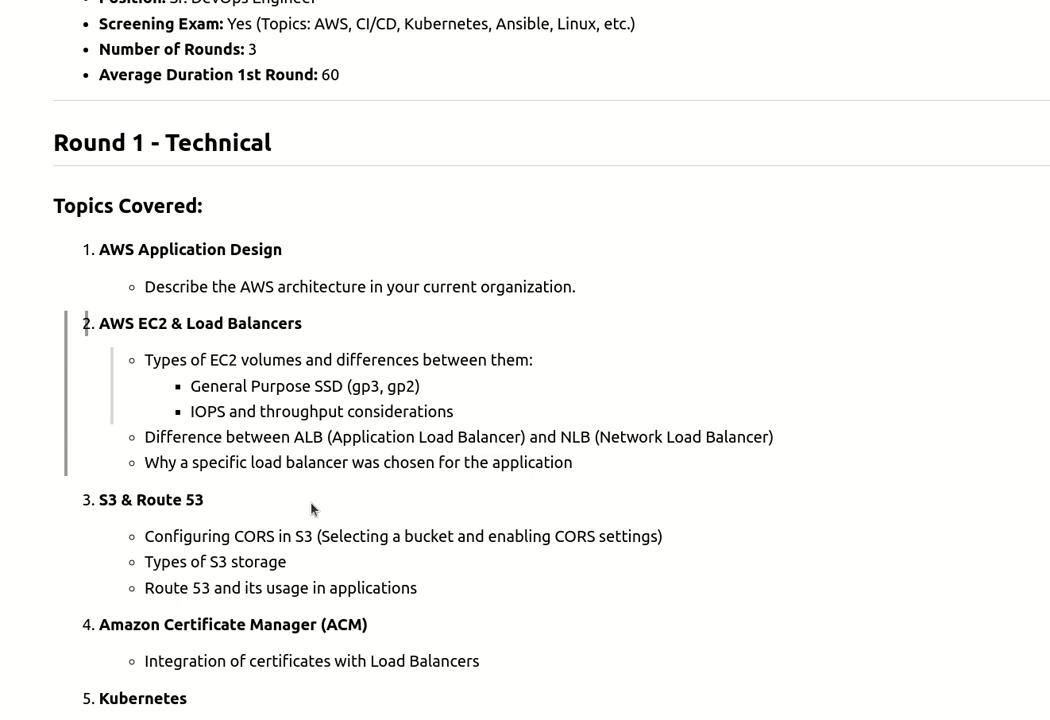 Position: Sr. DevOps Engineer
Screening Exam: Yes (Topics: AWS, CI/CD, Kubernetes, Ansible, Linux, etc.)
Number of Rounds: 3
Average Duration 1st Round: 60
Round 1 - Technical
Topics Covered:
1. AWS Application Design
Describe the AWS architecture in your current organization.
2. AWS EC2 & Load Balancers
Types of EC2 volumes and differences between them:
General Purpose SSD (gp3, gp2)
IOPS and throughput considerations
Difference between ALB (Application Load Balancer) and NLB (Network Load Balancer)
Why a specific load balancer was chosen for the application
3. S3 & Route 53
Configuring CORS in S3 (Selecting a bucket and enabling CORS settings)
Types of S3 storage
Route 53 and its usage in applications
4. Amazon Certificate Manager (ACM)
Integration of certificates with Load Balancers
5. Kubernetes